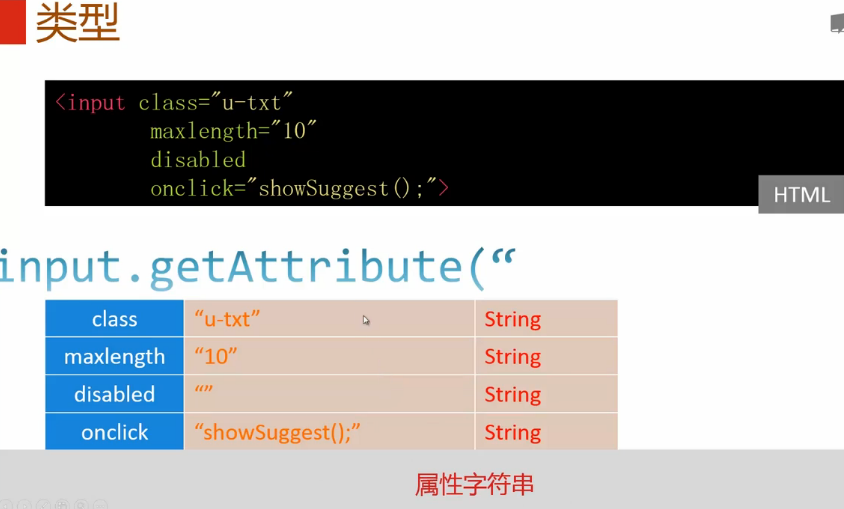 类型
<input class="u-txt"
maxlength="10"
disabled
onclick="showSuggest();">
HTML
input.getAttribute(“
class “u-txt” String
maxlength “10” String
disabled “” String
onclick “showSuggest();” String
属性字符串